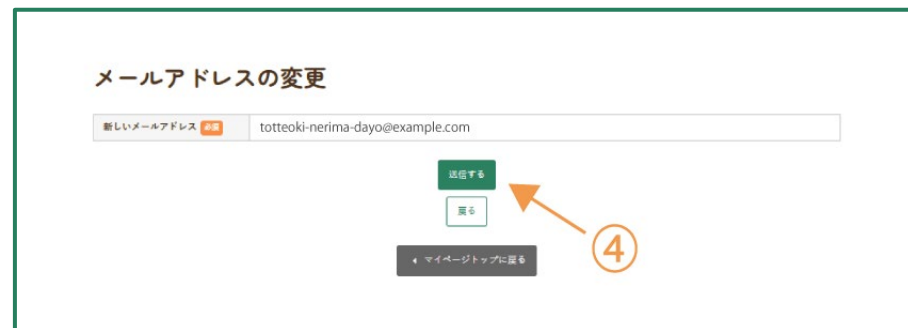 メールアドレスの変更
新しいメールアドレス 必須
totteoki-nerima-dayo@example.com
送信する
戻る
④
マイページトップに戻る